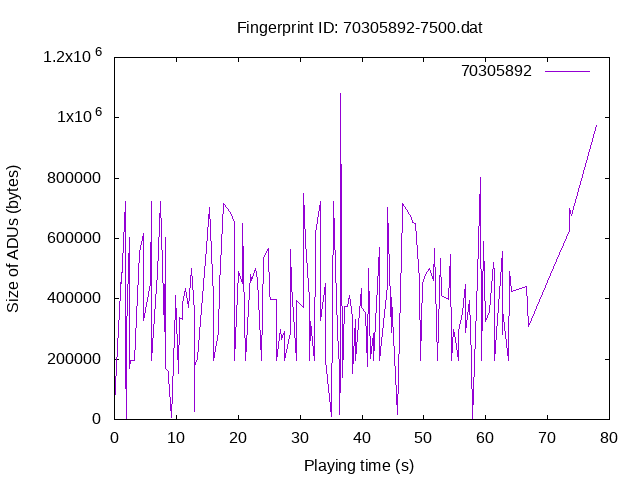 Fingerprint ID: 70305892-7500.dat
1.2x10^6
70305892
1x10^6
800000
600000
400000
200000
0
Size of ADUs (bytes)
0 10 20 30 40 50 60 70 80
Playing time (s)